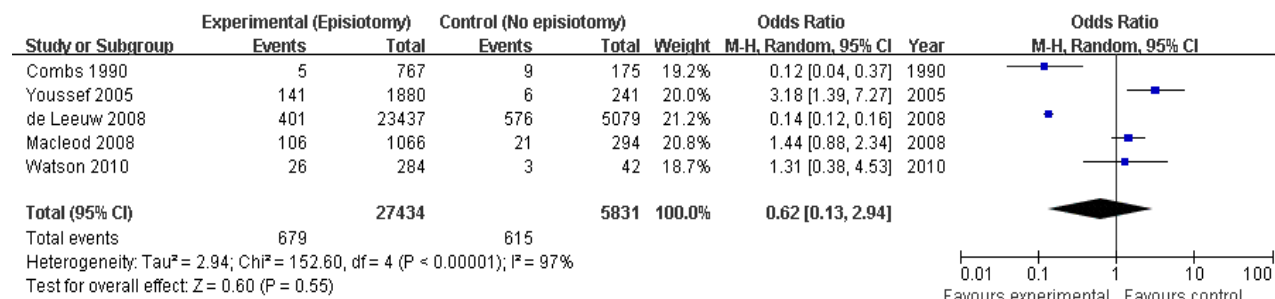 Experimental (Episiotomy) Control (No episiotomy) Odds Ratio Odds Ratio
Study or Subgroup Events Total Events Total Weight M-H, Random, 95% CI Year M-H, Random, 95% CI
Combs 1990 5 767 9 175 19.2% 0.12 [0.04, 0.37] 1990
Youssef 2005 141 1880 6 241 20.0% 3.18 [1.39, 7.27] 2005
de Leeuw 2008 401 23437 576 5079 21.2% 0.14 [0.12, 0.16] 2008
Macleod 2008 106 1066 21 294 20.8% 1.44 [0.88, 2.34] 2008
Watson 2010 26 284 3 42 18.7% 1.31 [0.38, 4.53] 2010
Total (95% CI) 27434 5831 100.0% 0.62 [0.13, 2.94]
Total events 679 615
Heterogeneity: Tau² = 2.94; Chi² = 152.60, df = 4 (P < 0.00001); I² = 97%
Test for overall effect: Z = 0.60 (P = 0.55)
0.01 0.1 1 10 100
Favours experimental Favours control